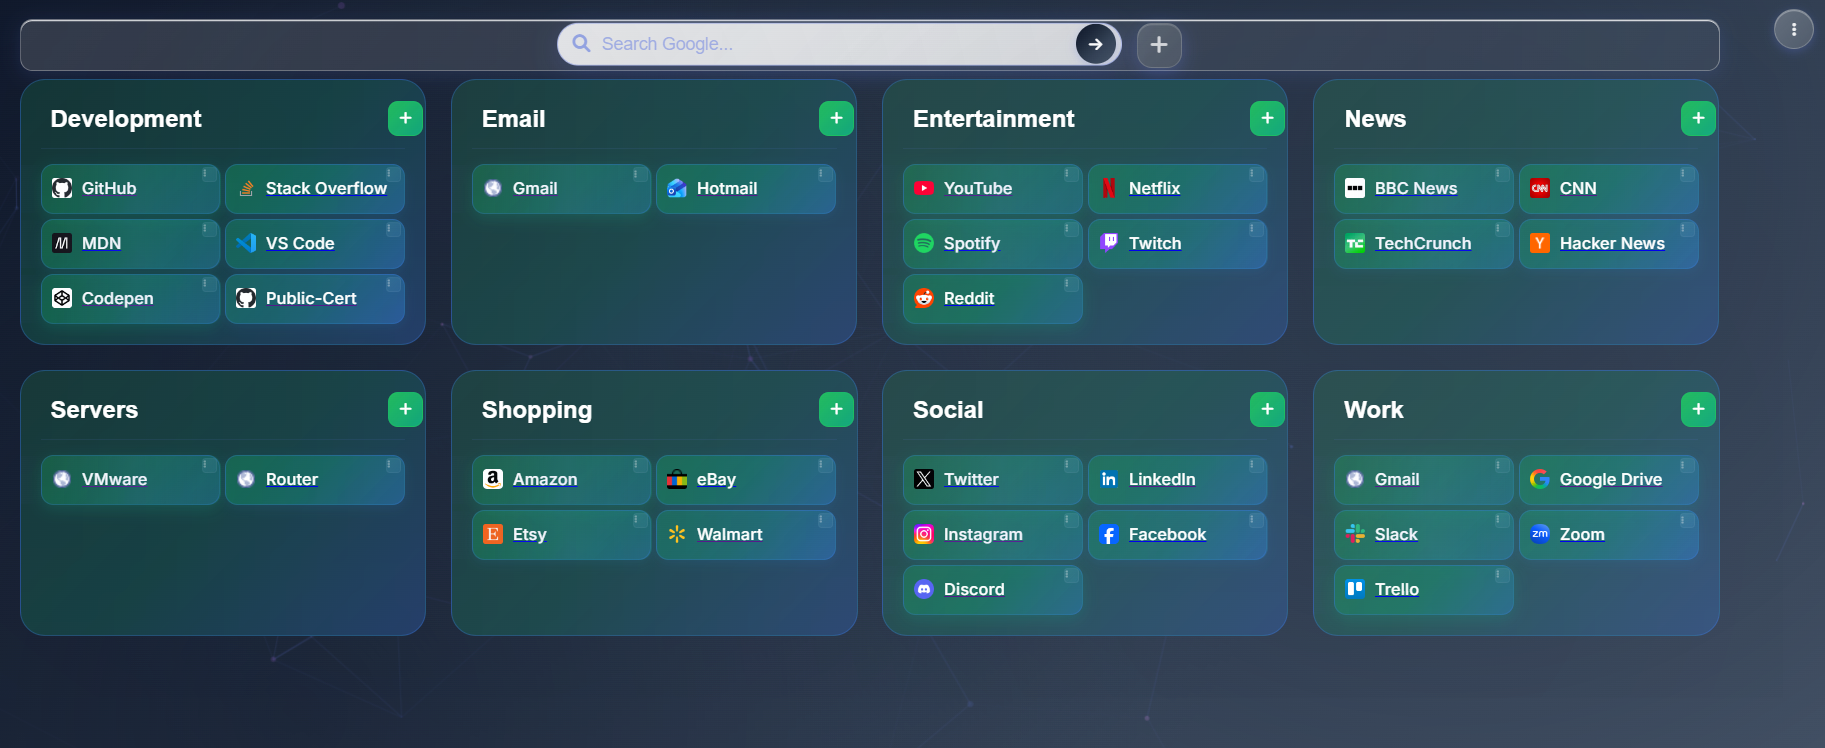 Search Google...
Development
GitHub
Stack Overflow
MDN
VS Code
Codepen
Public-Cert
Email
Gmail
Hotmail
Entertainment
YouTube
Netflix
Spotify
Twitch
Reddit
News
BBC News
CNN
TechCrunch
Hacker News
Servers
VMware
Router
Shopping
Amazon
eBay
Etsy
Walmart
Social
Twitter
LinkedIn
Instagram
Facebook
Discord
Work
Gmail
Google Drive
Slack
Zoom
Trello